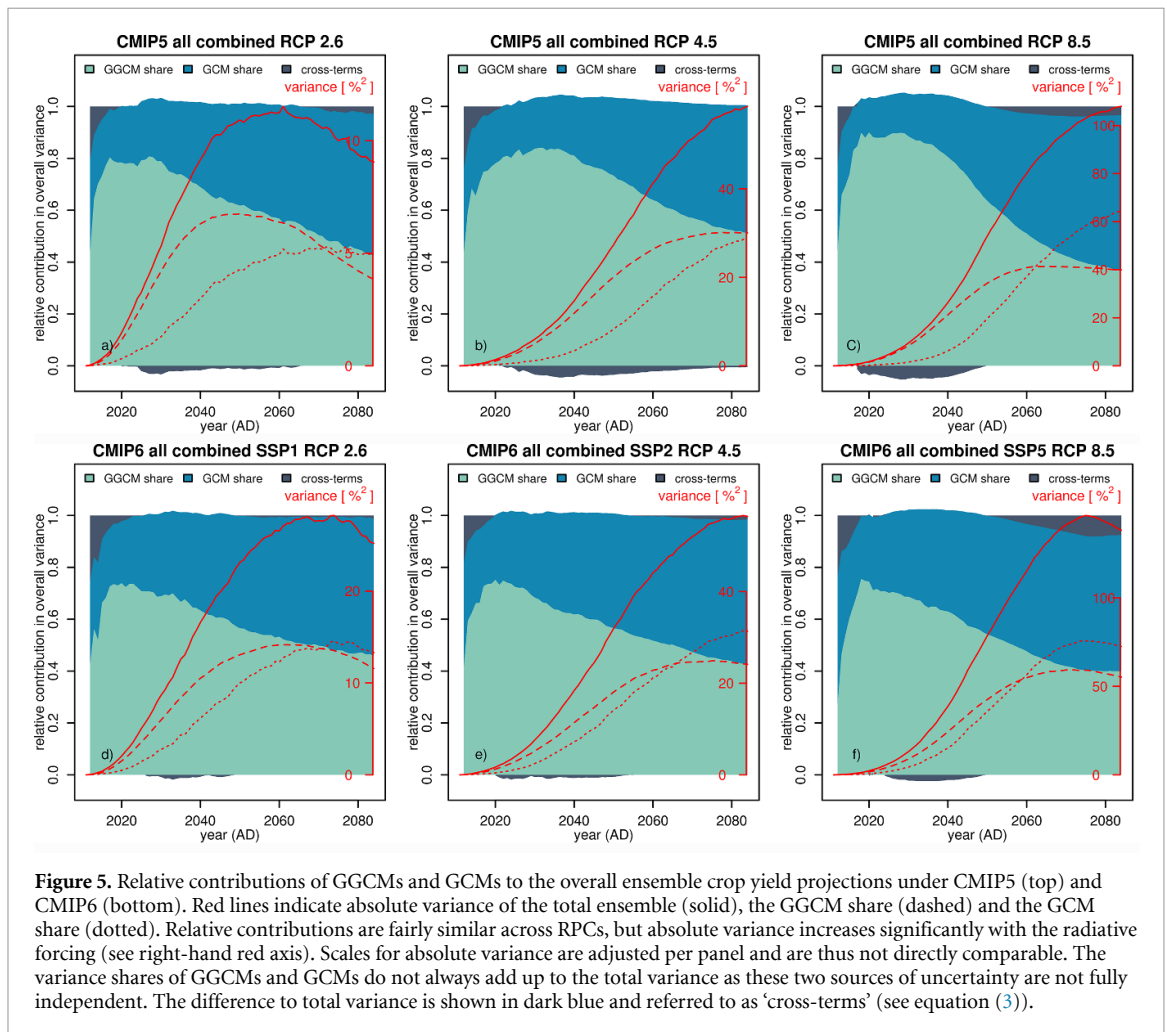 CMIP5 all combined RCP 2.6
GGCM share GCM share cross-terms
variance [ %2 ]
relative contribution in overall variance
0.0 0.2 0.4 0.6 0.8 1.0
0 5 10
a)
2020 2040 2060 2080
year (AD)
CMIP5 all combined RCP 4.5
GGCM share GCM share cross-terms
variance [ %2 ]
relative contribution in overall variance
0.0 0.2 0.4 0.6 0.8 1.0
0 20 40
b)
2020 2040 2060 2080
year (AD)
CMIP5 all combined RCP 8.5
GGCM share GCM share cross-terms
variance [ %2 ]
relative contribution in overall variance
0.0 0.2 0.4 0.6 0.8 1.0
0 20 40 60 80 100
C)
2020 2040 2060 2080
year (AD)
CMIP6 all combined SSP1 RCP 2.6
GGCM share GCM share cross-terms
variance [ %2 ]
relative contribution in overall variance
0.0 0.2 0.4 0.6 0.8 1.0
0 10 20
d)
2020 2040 2060 2080
year (AD)
CMIP6 all combined SSP2 RCP 4.5
GGCM share GCM share cross-terms
variance [ %2 ]
relative contribution in overall variance
0.0 0.2 0.4 0.6 0.8 1.0
0 20 40
e)
2020 2040 2060 2080
year (AD)
CMIP6 all combined SSP5 RCP 8.5
GGCM share GCM share cross-terms
variance [ %2 ]
relative contribution in overall variance
0.0 0.2 0.4 0.6 0.8 1.0
0 50 100
f)
2020 2040 2060 2080
year (AD)
Figure 5. Relative contributions of GGCMs and GCMs to the overall ensemble crop yield projections under CMIP5 (top) and
CMIP6 (bottom). Red lines indicate absolute variance of the total ensemble (solid), the GGCM share (dashed) and the GCM
share (dotted). Relative contributions are fairly similar across RPCs, but absolute variance increases significantly with the radiative
forcing (see right-hand red axis). Scales for absolute variance are adjusted per panel and are thus not directly comparable. The
variance shares of GGCMs and GCMs do not always add up to the total variance as these two sources of uncertainty are not fully
independent. The difference to total variance is shown in dark blue and referred to as ‘cross-terms’ (see equation (3)).